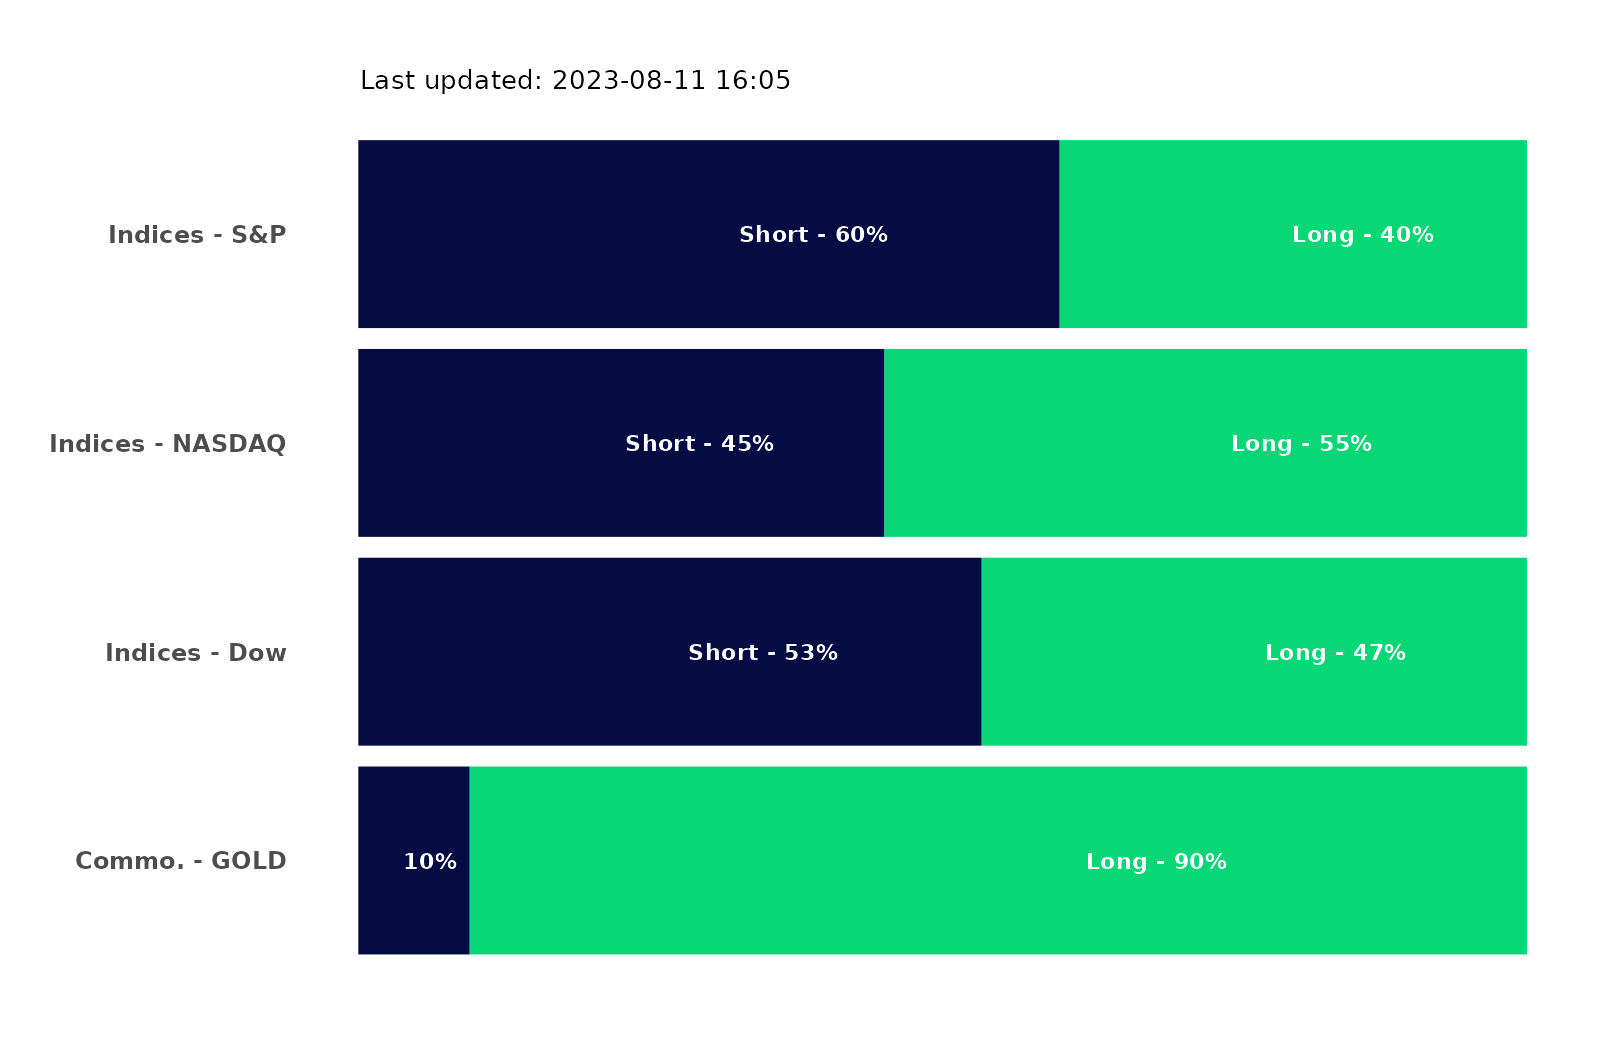 Last updated: 2023-08-11 16:05
Indices - S&P Short - 60% Long - 40%
Indices - NASDAQ Short - 45% Long - 55%
Indices - Dow Short - 53% Long - 47%
Commo. - GOLD 10% Long - 90%